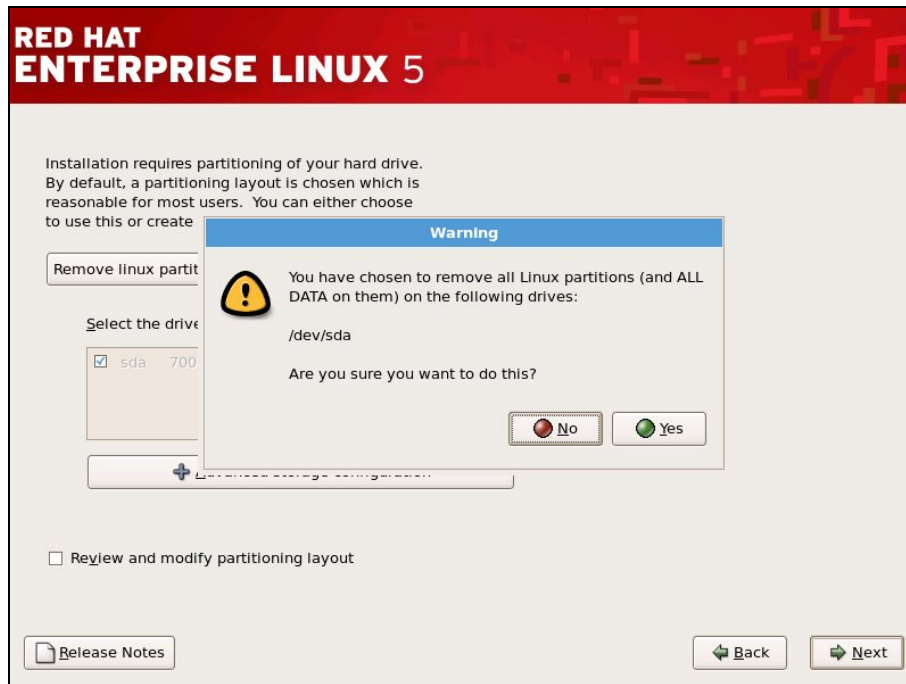 RED HAT
ENTERPRISE LINUX 5
Installation requires partitioning of your hard drive.
By default, a partitioning layout is chosen which is
reasonable for most users. You can either choose
to use this or create
Warning
Remove linux partit
You have chosen to remove all Linux partitions (and ALL
DATA on them) on the following drives:
/dev/sda
Select the drive
sda 700
Are you sure you want to do this?
No
Yes
Advanced storage configuration
Review and modify partitioning layout
Release Notes
Back
Next